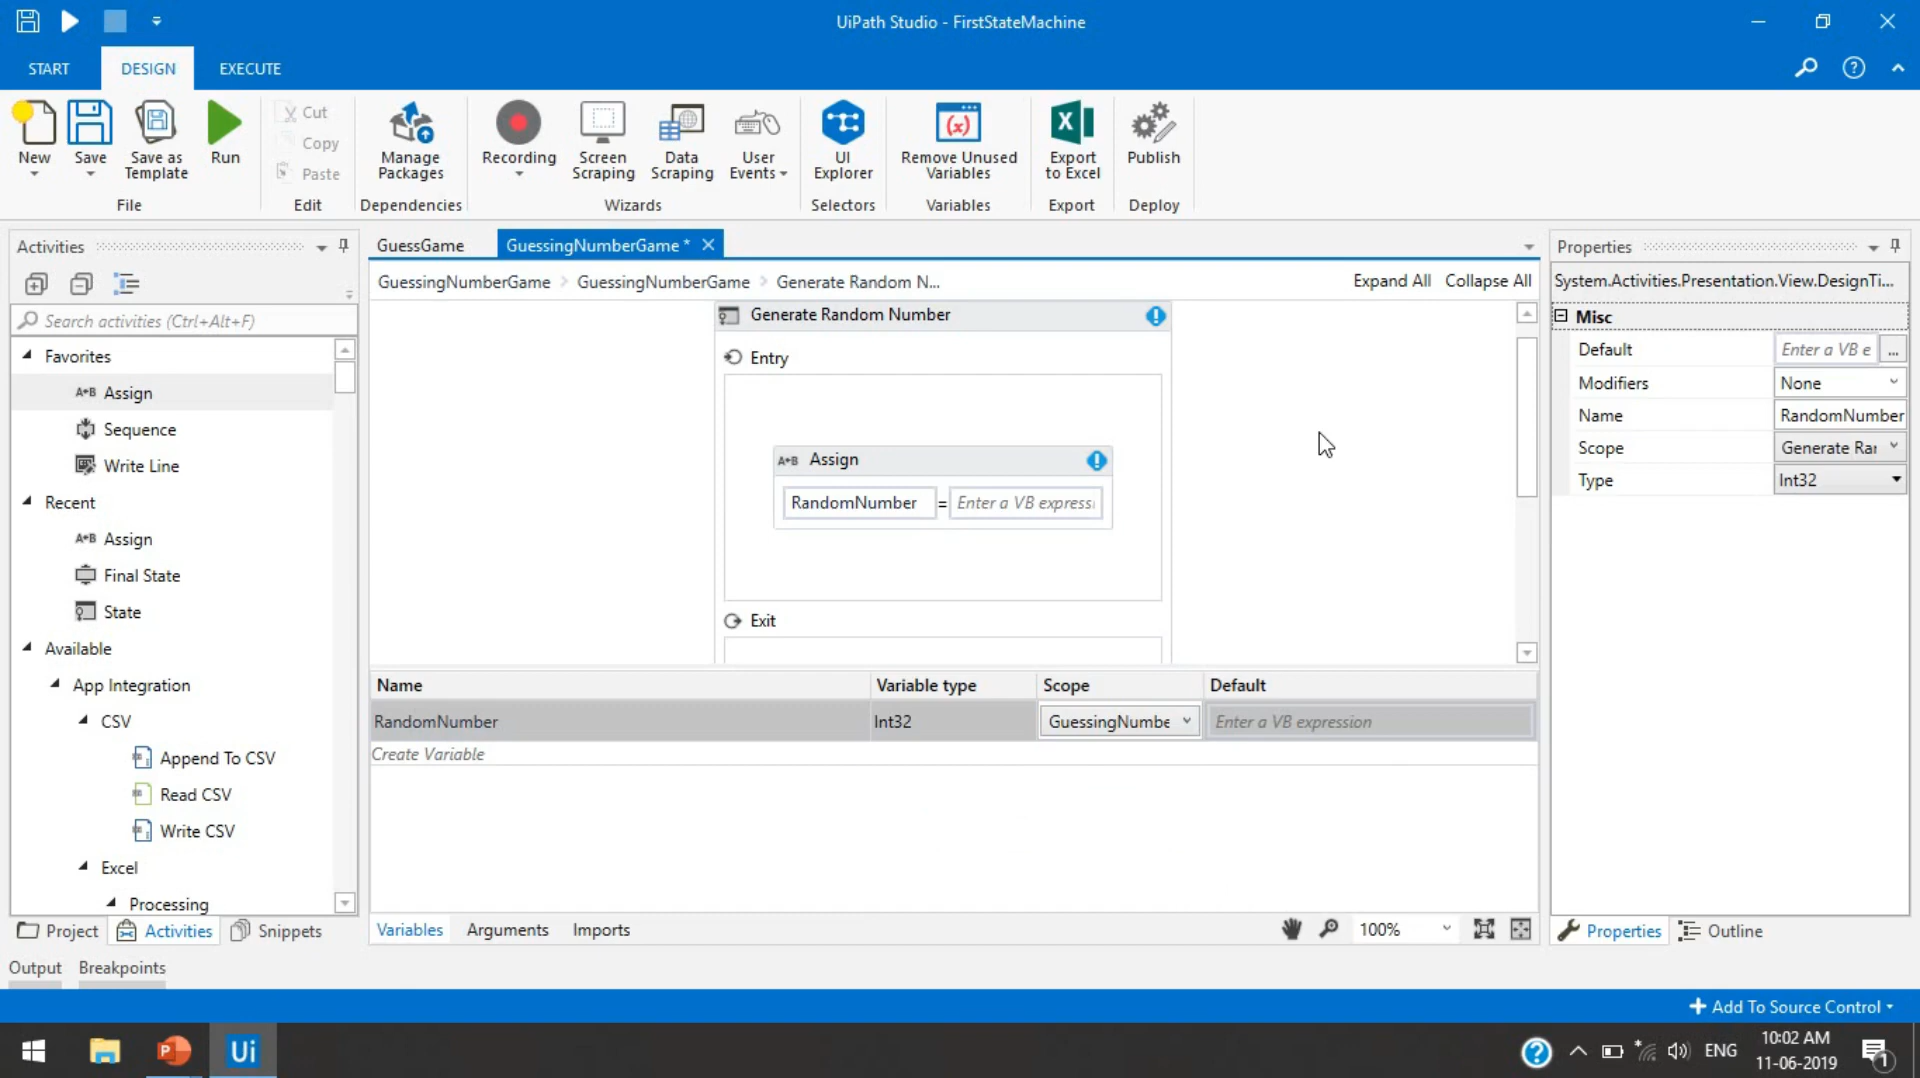 UiPath Studio - FirstStateMachine
START
DESIGN
EXECUTE
New
Save
Save as Template
Run
Cut
Copy
Paste
Manage Packages
Recording
Screen Scraping
Data Scraping
User Events
UI Explorer
Remove Unused Variables
Export to Excel
Publish
File
Edit
Dependencies
Wizards
Selectors
Variables
Export
Deploy
Activities
Search activities (Ctrl+Alt+F)
Favorites
A+B Assign
Sequence
Write Line
Recent
A+B Assign
Final State
State
Available
App Integration
CSV
Append To CSV
Read CSV
Write CSV
Excel
Processing
Project
Activities
Snippets
Output
Breakpoints
GuessGame
GuessingNumberGame *
GuessingNumberGame > GuessingNumberGame > Generate Random N...
Expand All
Collapse All
Generate Random Number
Entry
A+B Assign
RandomNumber = Enter a VB expressi
Exit
Name
Variable type
Scope
Default
RandomNumber
Int32
GuessingNumbe
Enter a VB expression
Create Variable
Variables
Arguments
Imports
100%
Properties
System.Activities.Presentation.View.DesignTi...
Misc
Default
Enter a VB e
...
Modifiers
None
Name
RandomNumber
Scope
Generate Rar
Type
Int32
Properties
Outline
Add To Source Control
P
Ui
ENG
10:02 AM
11-06-2019
1